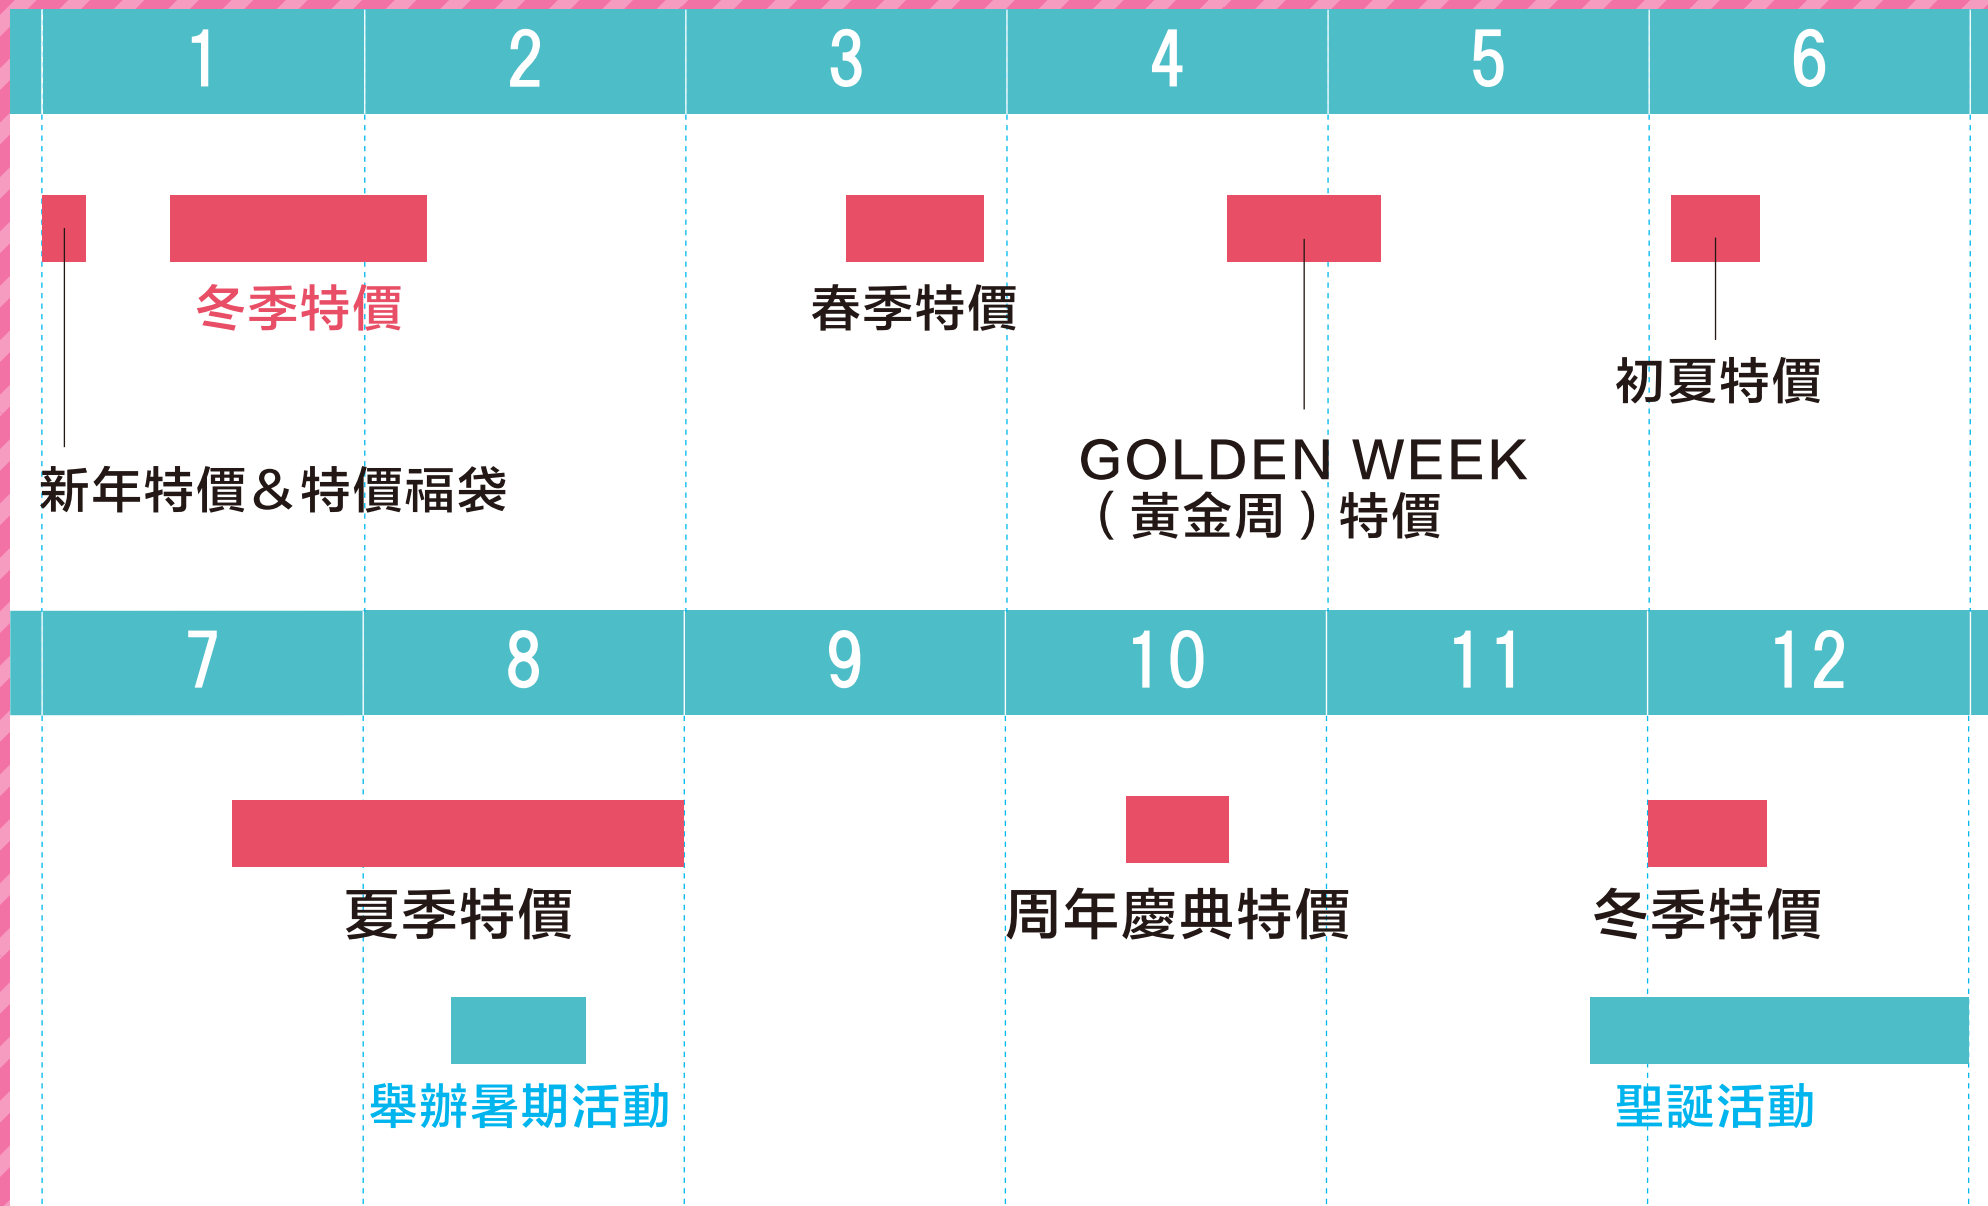 1 2 3 4 5 6
冬季特價
春季特價
初夏特價
新年特價＆特價福袋
GOLDEN WEEK
（黃金周）特價
7 8 9 10 11 12
夏季特價
周年慶典特價
冬季特價
舉辦暑期活動
聖誕活動